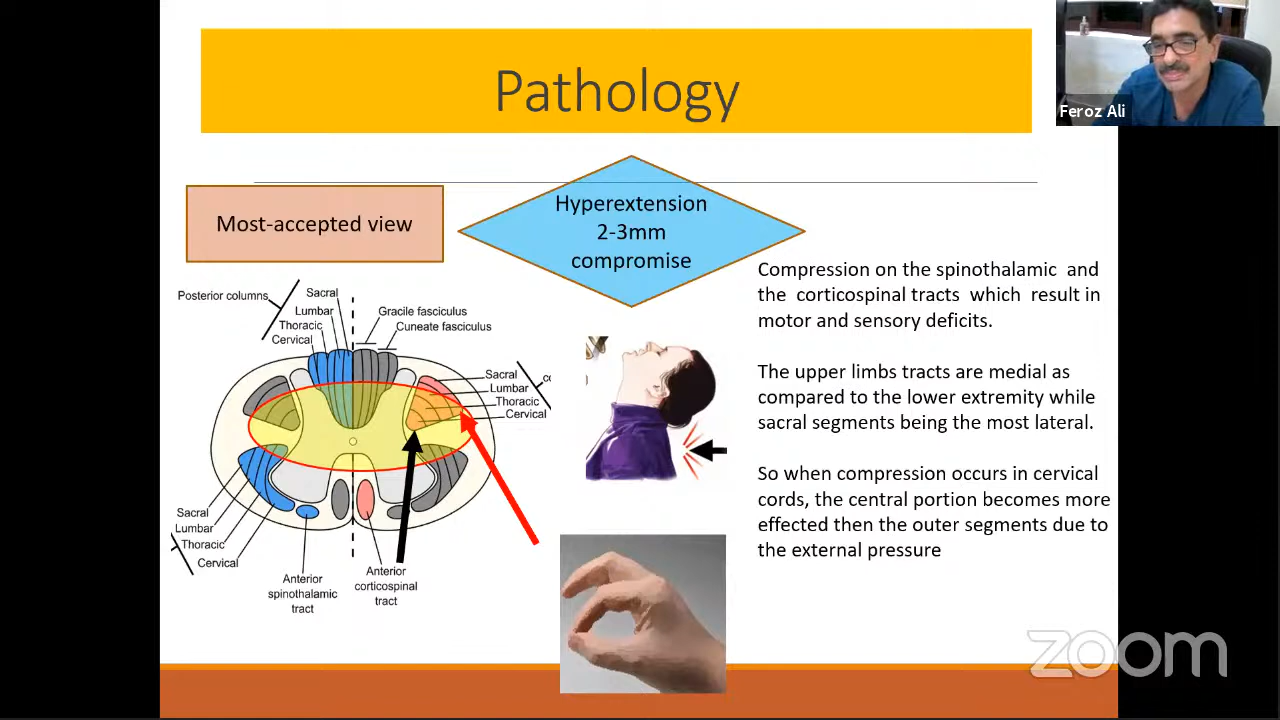 Pathology
Feroz Ali
Most-accepted view
Hyperextension
2-3mm
compromise
Posterior columns
Sacral
Lumbar
Thoracic
Cervical
Gracile fasciculus
Cuneate fasciculus
Sacral
Lumbar
Thoracic
Cervical
Sacral
Lumbar
Thoracic
Cervical
Anterior
spinothalamic
tract
Anterior
corticospinal
tract
Compression on the spinothalamic and
the corticospinal tracts which result in
motor and sensory deficits.
The upper limbs tracts are medial as
compared to the lower extremity while
sacral segments being the most lateral.
So when compression occurs in cervical
cords, the central portion becomes more
effected then the outer segments due to
the external pressure
zoom